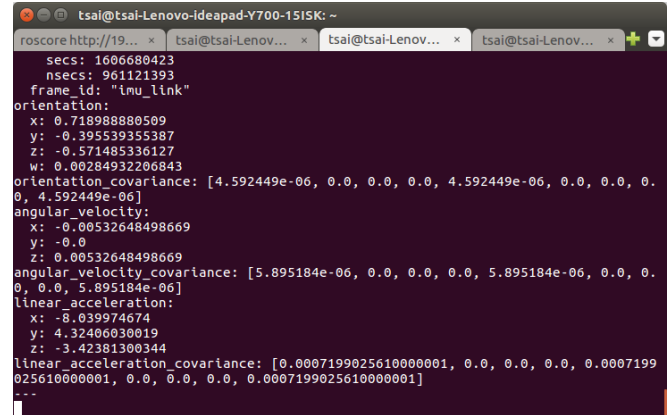 tsai@tsai-Lenovo-ideapad-Y700-15ISK: ~
roscore http://19... × tsai@tsai-Lenov... × tsai@tsai-Lenov... × tsai@tsai-Lenov... ×
secs: 1606680423
nsecs: 961121393
frame_id: "imu_link"
orientation:
x: 0.718988880509
y: -0.395539355387
z: -0.571485336127
w: 0.00284932206843
orientation_covariance: [4.592449e-06, 0.0, 0.0, 0.0, 4.592449e-06, 0.0, 0.0, 0.
0, 4.592449e-06]
angular_velocity:
x: -0.00532648498669
y: -0.0
z: 0.00532648498669
angular_velocity_covariance: [5.895184e-06, 0.0, 0.0, 0.0, 5.895184e-06, 0.0, 0.
0, 0.0, 5.895184e-06]
linear_acceleration:
x: -8.039974674
y: 4.32406030019
z: -3.42381300344
linear_acceleration_covariance: [0.0007199025610000001, 0.0, 0.0, 0.0, 0.0007199
025610000001, 0.0, 0.0, 0.0, 0.0007199025610000001]
---